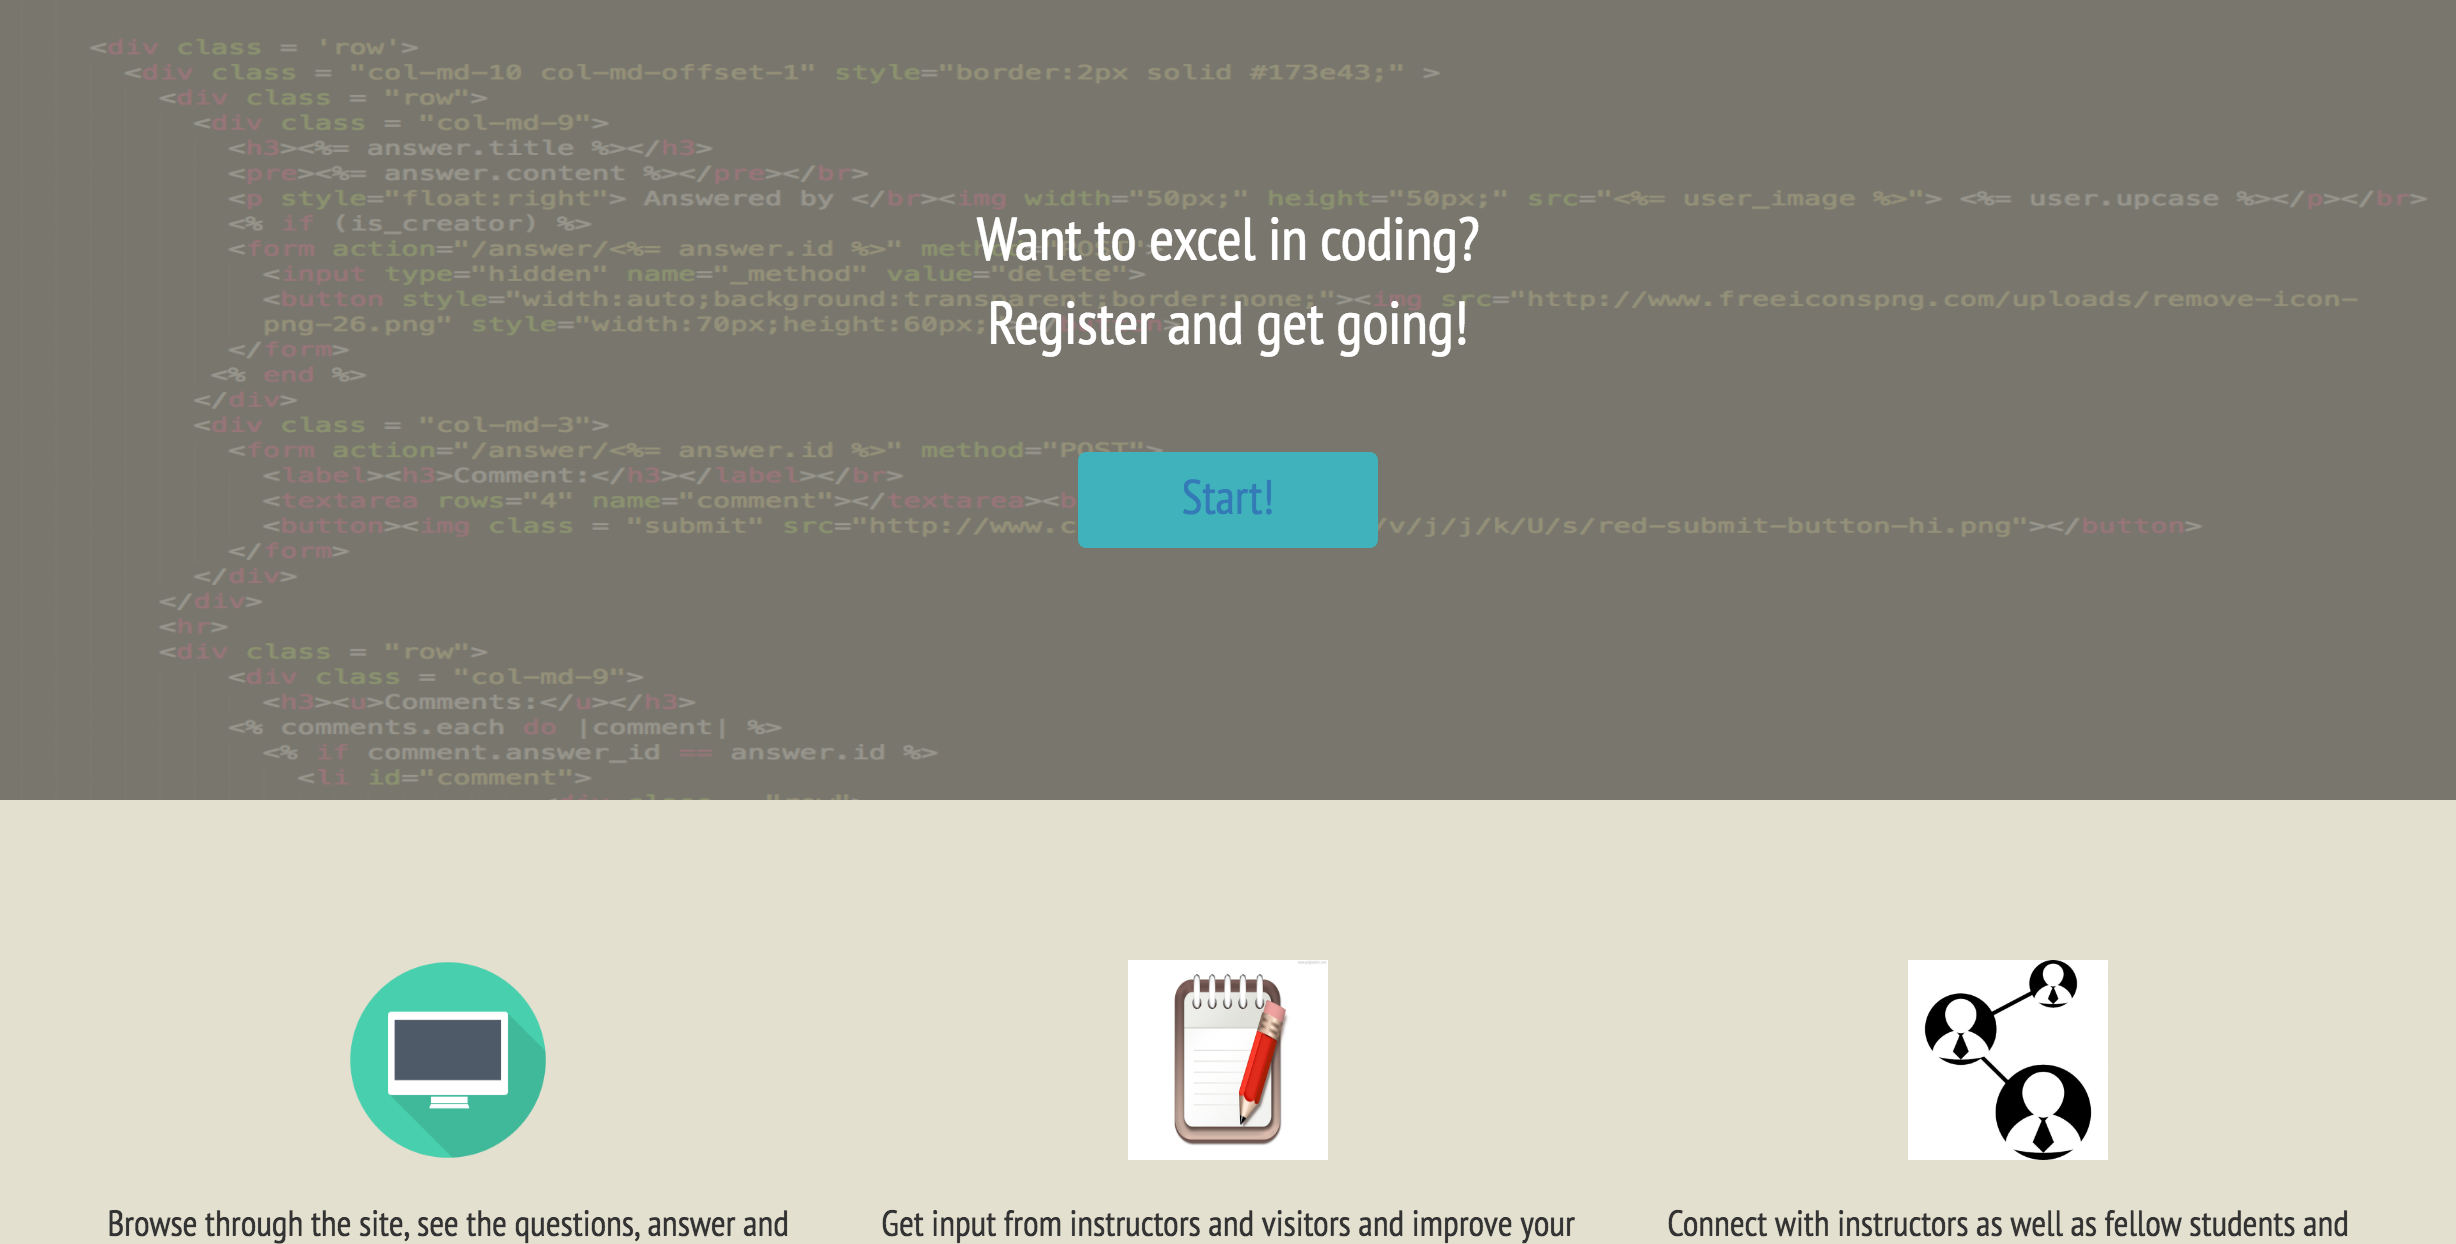 <div class = 'row'>
<div class = "col-md-10 col-md-offset-1" style="border:2px solid #173e43;" >
<div class = "row">
<div class = "col-md-9">
<h3><%= answer.title %></h3>
<pre><%= answer.content %></pre></br>
<p style="float:right"> Answered by </br><img width="50px;" height="50px;" src="<%= user_image %>"> <%= user.upcase %></p></br>
<% if (is_creator) %>
Want to excel in coding?
<form action="/answer/<%= answer.id %>" method="POST">
<input type="hidden" name="_method" value="delete">
<button style="width:auto;background:transparent;border:none;"><img src="http://www.freeiconspng.com/uploads/remove-icon-
png-26.png" style="width:70px;height:60px;
Register and get going!
</form>
<% end %>
</div>
<div class = "col-md-3">
<form action="/answer/<%= answer.id %>" method="POST">
<label><h3>Comment:</h3></label></br>
<textarea rows="4" name="comment"></textarea><b
Start!
<button><img class = "submit" src="http://www.c /v/j/j/k/U/s/red-submit-button-hi.png"></button>
</form>
</div>
</div>
<hr>
<div class = "row">
<div class = "col-md-9">
<h3><u>Comments:</u></h3>
<% comments.each do |comment| %>
<% if comment.answer_id == answer.id %>
<li id="comment">
<div class = "row">
Browse through the site, see the questions, answer and
Get input from instructors and visitors and improve your
Connect with instructors as well as fellow students and